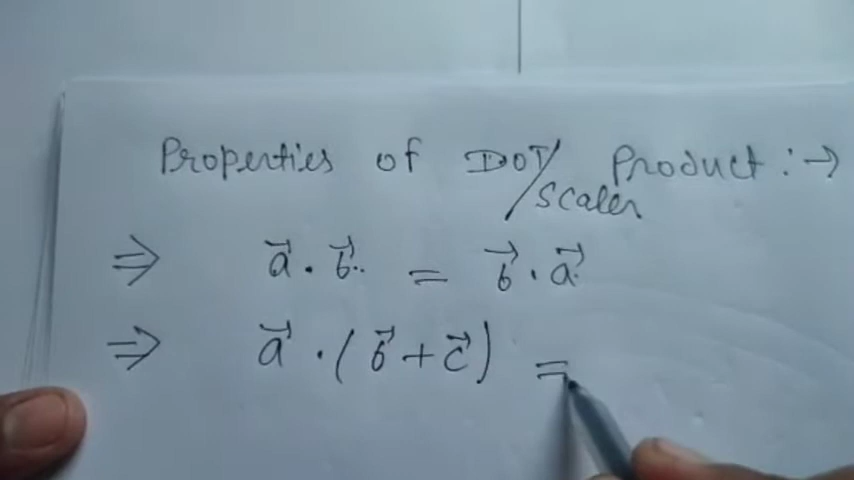 Properties of DOT/Scaler Product :→
⇒ a⃗ . b⃗ = b⃗ . a⃗
⇒ a⃗ . (b⃗ + c⃗) =